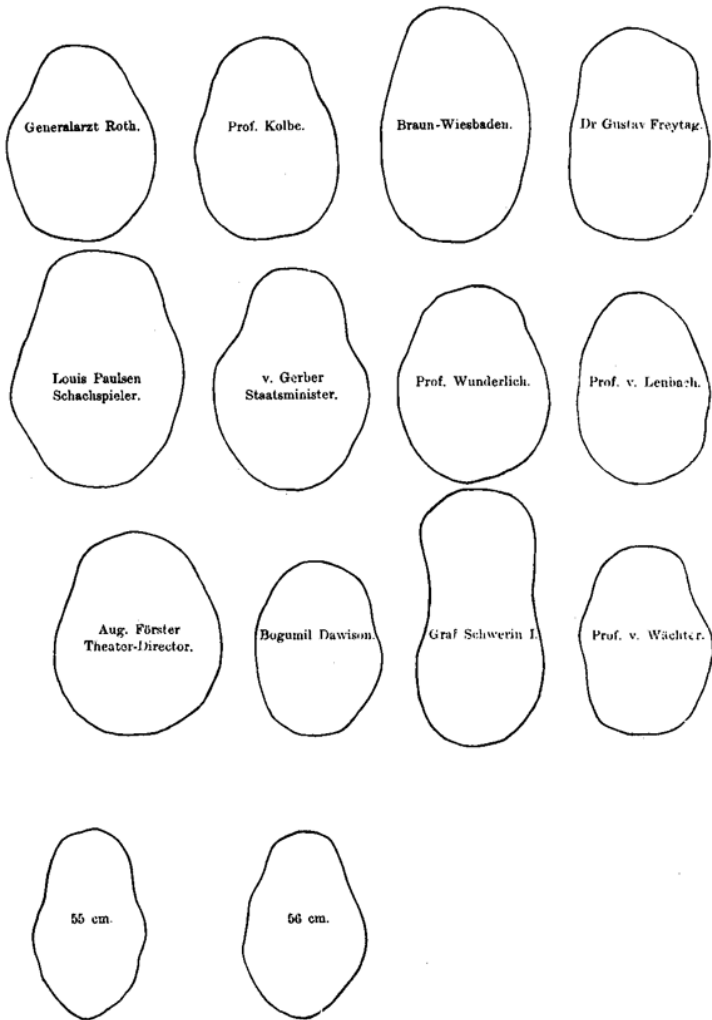 Generalarzt Roth.
Prof. Kolbe.
Braun-Wiesbaden.
Dr Gustav Freytag.
Louis Paulsen
Schachspieler.
v. Gerber
Staatsminister.
Prof. Wunderlich.
Prof. v. Lenbach.
Aug. Förster
Theater-Director.
Bogumil Dawison.
Graf Schwerin I.
Prof. v. Wächter.
55 cm.
56 cm.